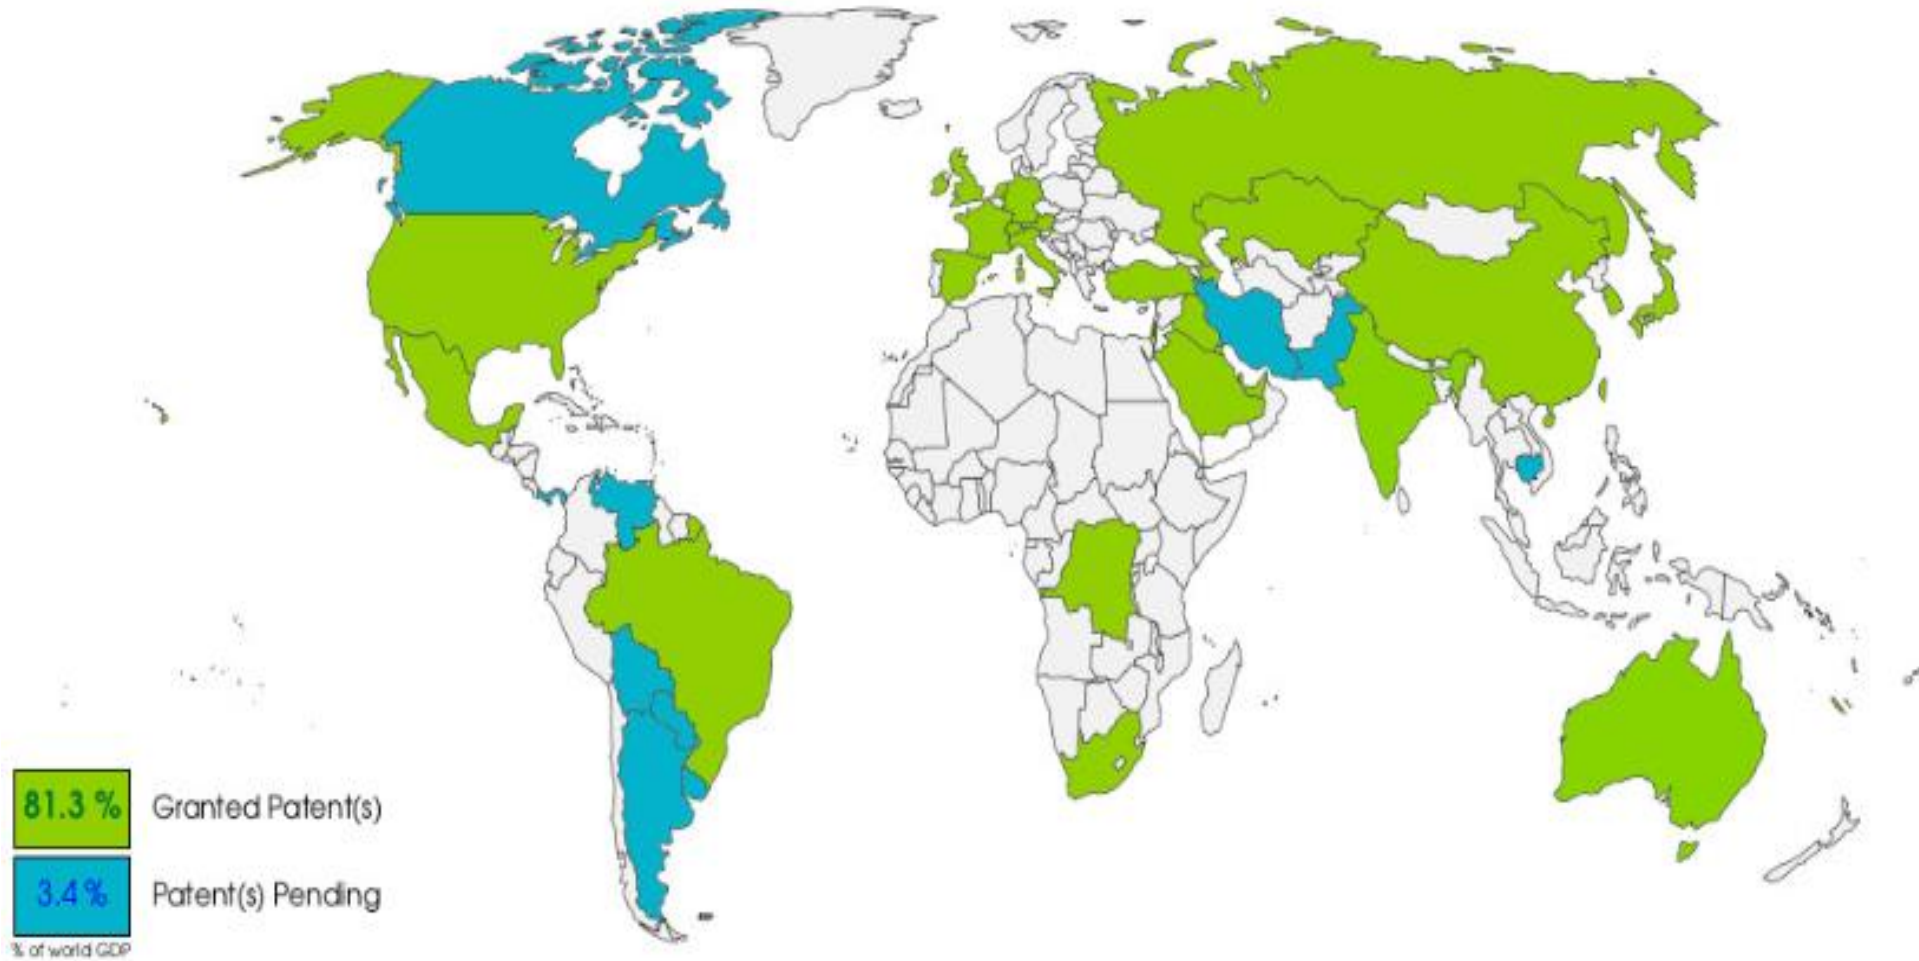 81.3 % Granted Patent(s)
3.4 % Patent(s) Pending
% of world GDP